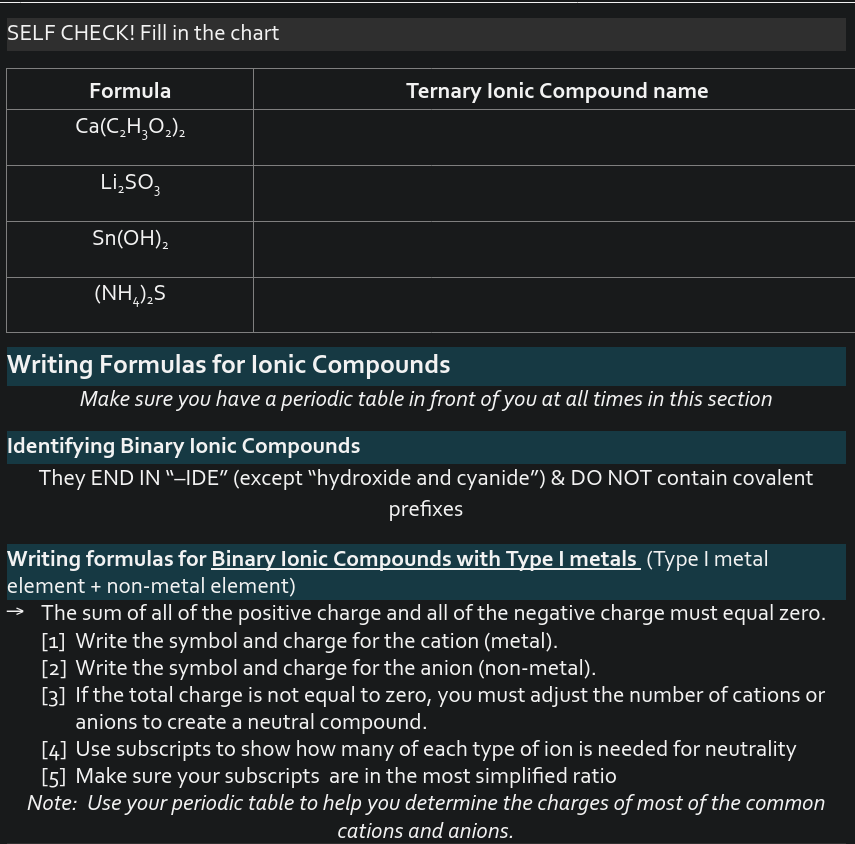 SELF CHECK! Fill in the chart
Formula Ternary Ionic Compound name
Ca(C₂H₃O₂)₂
Li₂SO₃
Sn(OH)₂
(NH₄)₂S
Writing Formulas for Ionic Compounds
Make sure you have a periodic table in front of you at all times in this section
Identifying Binary Ionic Compounds
They END IN “–IDE” (except “hydroxide and cyanide”) & DO NOT contain covalent
prefixes
Writing formulas for Binary Ionic Compounds with Type I metals (Type I metal
element + non-metal element)
→ The sum of all of the positive charge and all of the negative charge must equal zero.
[1] Write the symbol and charge for the cation (metal).
[2] Write the symbol and charge for the anion (non-metal).
[3] If the total charge is not equal to zero, you must adjust the number of cations or
anions to create a neutral compound.
[4] Use subscripts to show how many of each type of ion is needed for neutrality
[5] Make sure your subscripts are in the most simplified ratio
Note: Use your periodic table to help you determine the charges of most of the common
cations and anions.